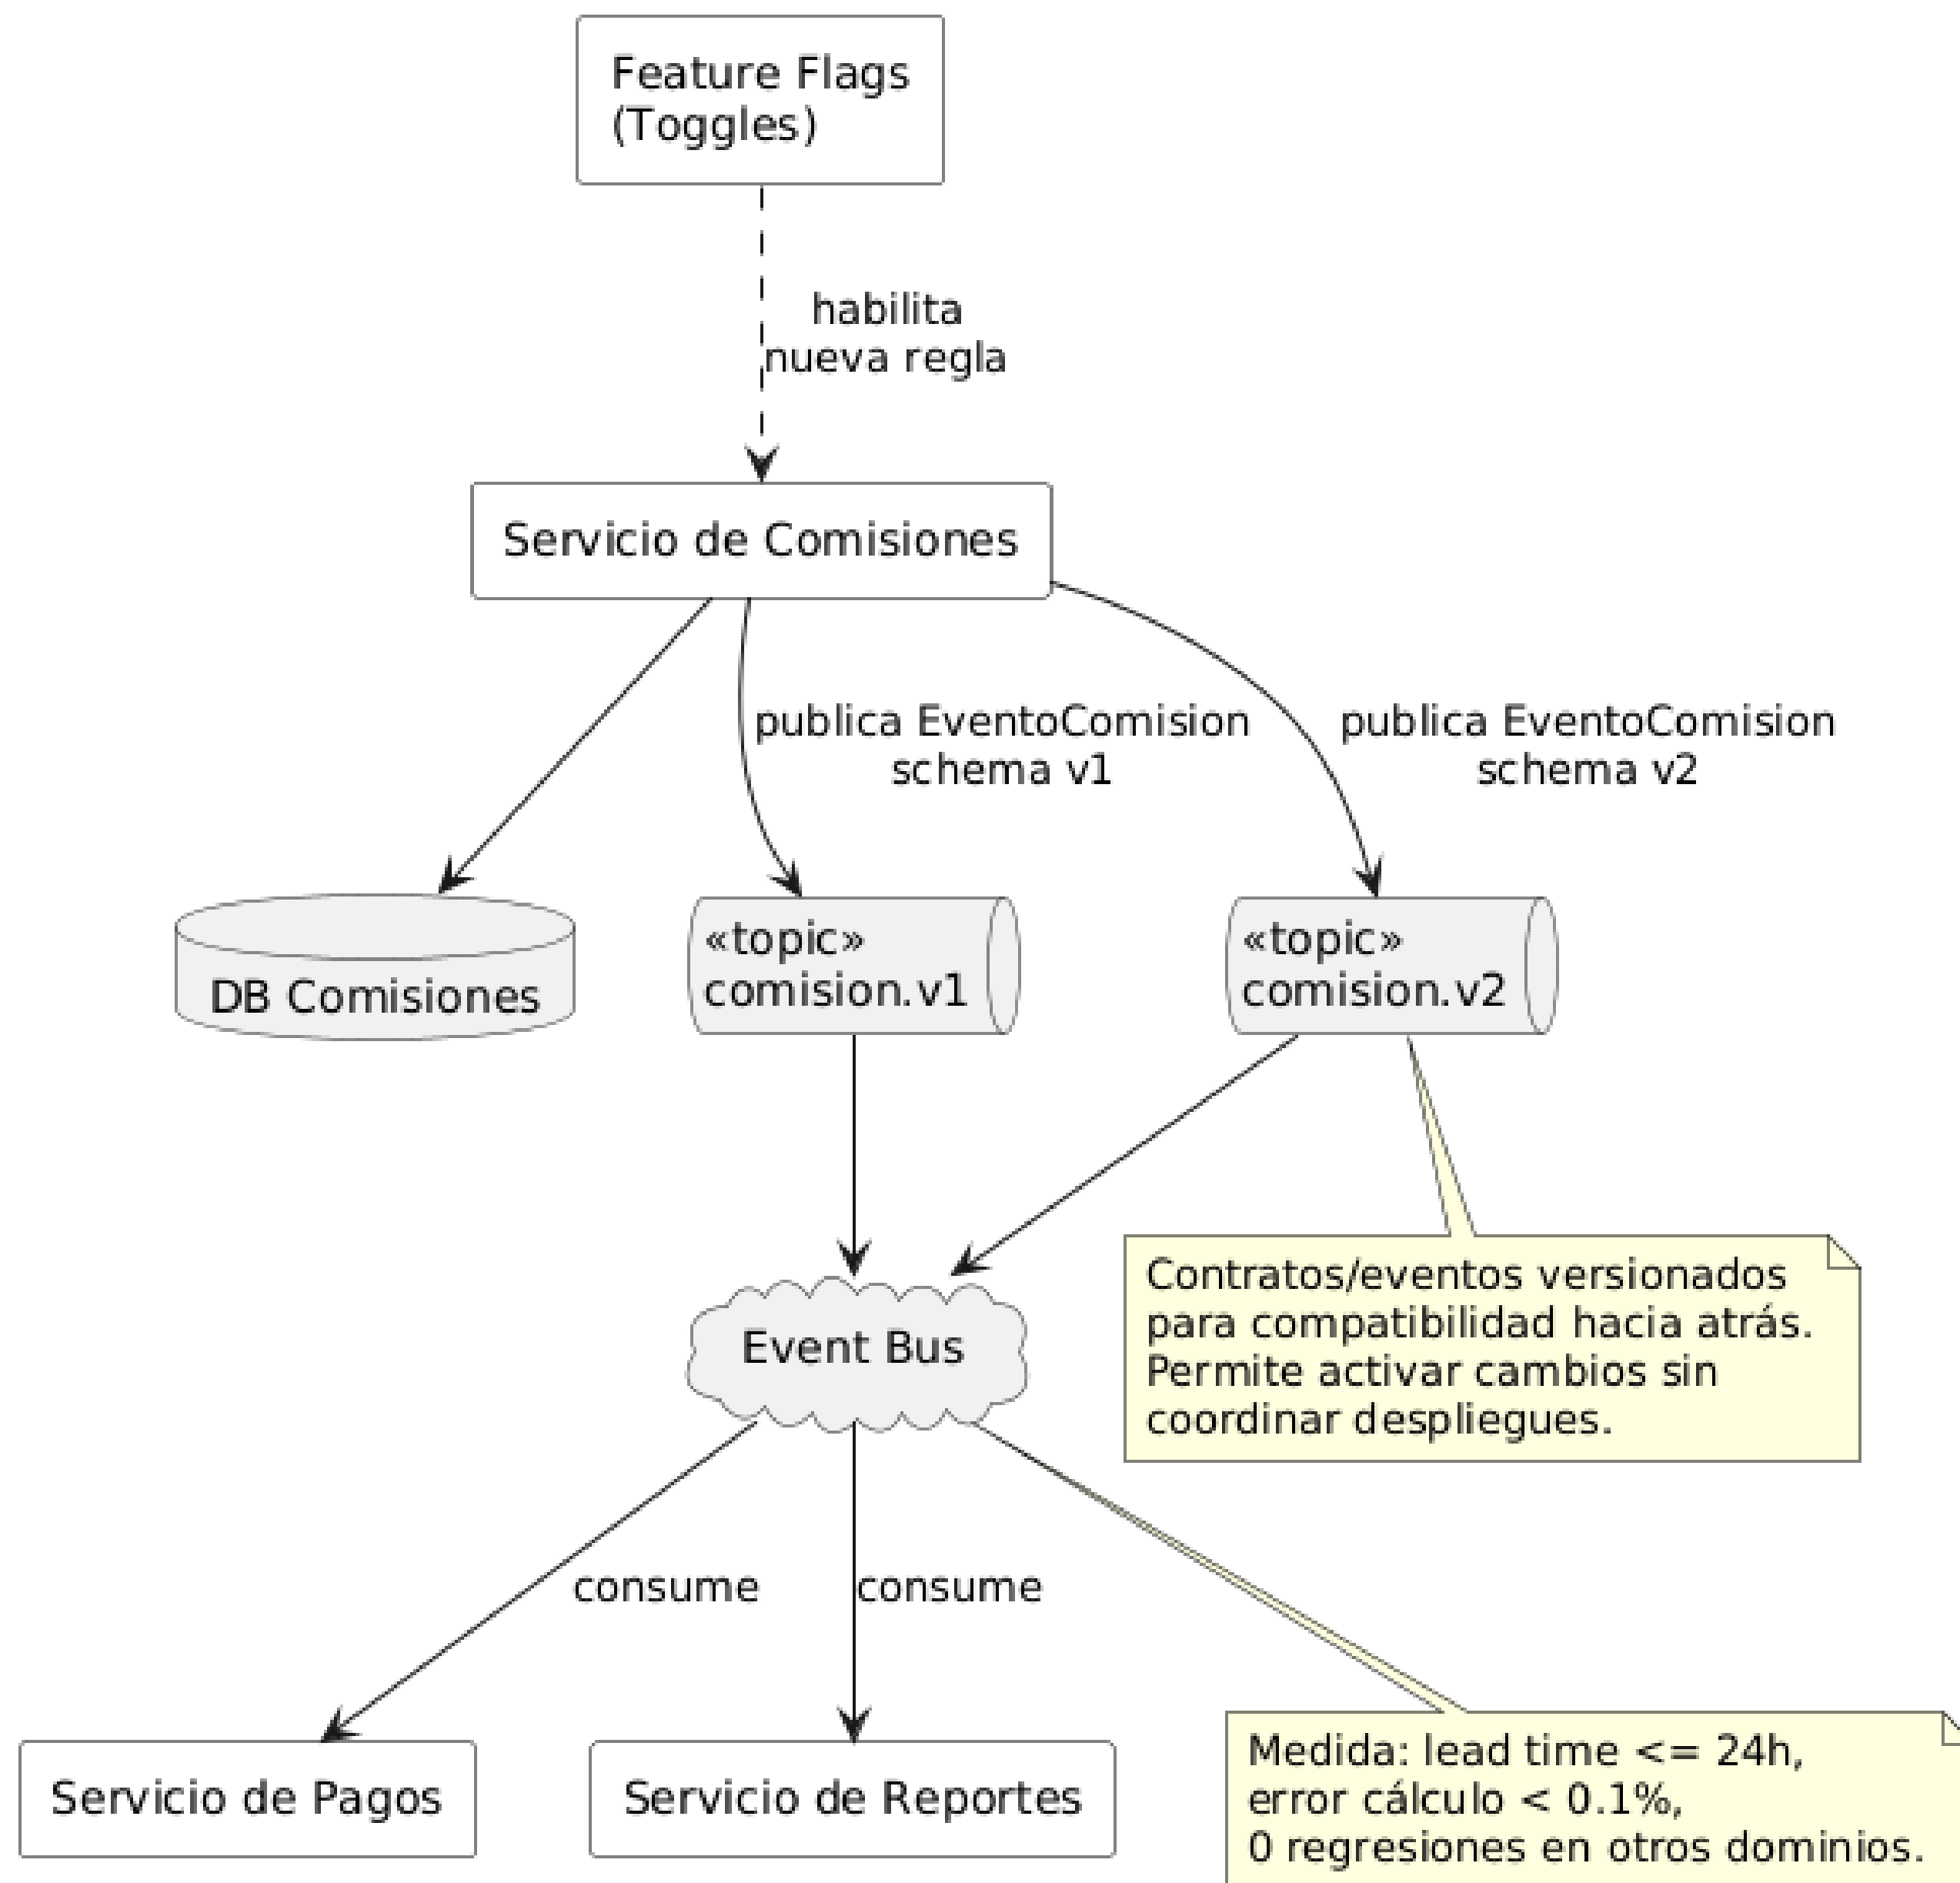 Feature Flags
(Toggles)
habilita
nueva regla
Servicio de Comisiones
publica EventoComision
schema v1
publica EventoComision
schema v2
DB Comisiones
«topic»
comision.v1
«topic»
comision.v2
Event Bus
Contratos/eventos versionados
para compatibilidad hacia atrás.
Permite activar cambios sin
coordinar despliegues.
consume
consume
Servicio de Pagos
Servicio de Reportes
Medida: lead time <= 24h,
error cálculo < 0.1%,
0 regresiones en otros dominios.